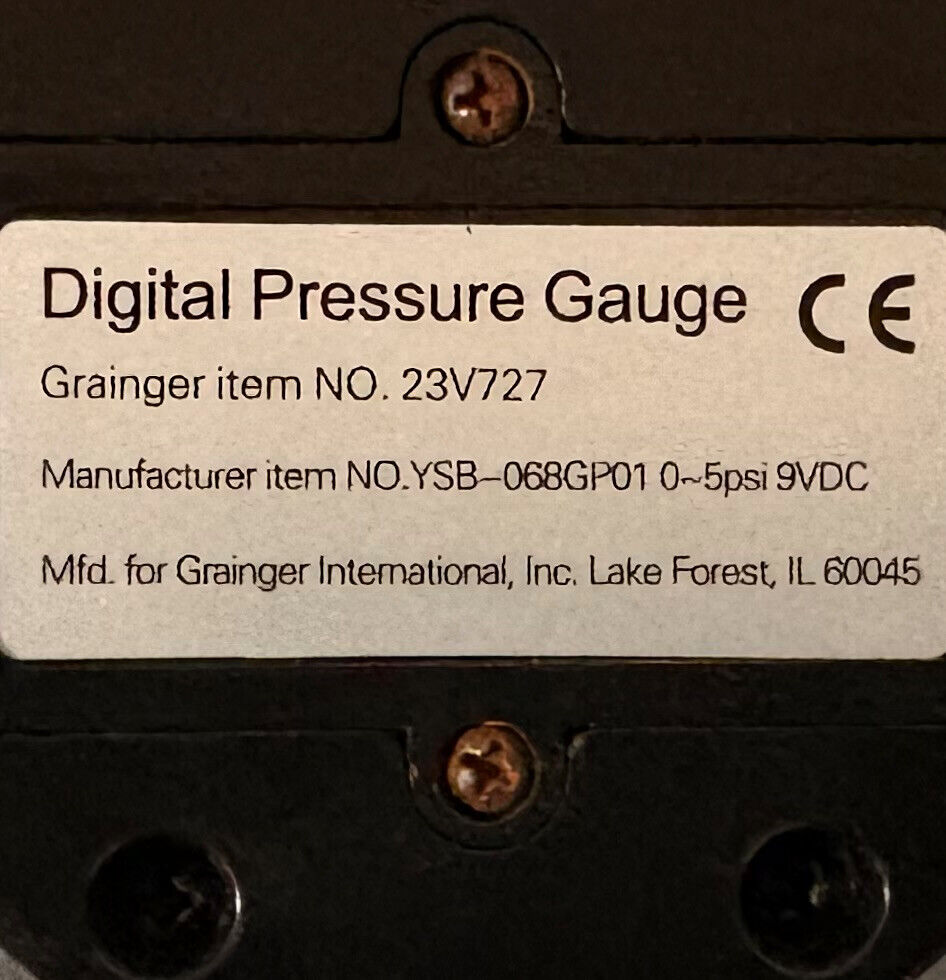 Digital Pressure Gauge CE
Grainger item NO. 23V727
Manufacturer item NO.YSB-068GP01 0~5psi 9VDC
Mfd. for Grainger International, Inc. Lake Forest, IL 60045